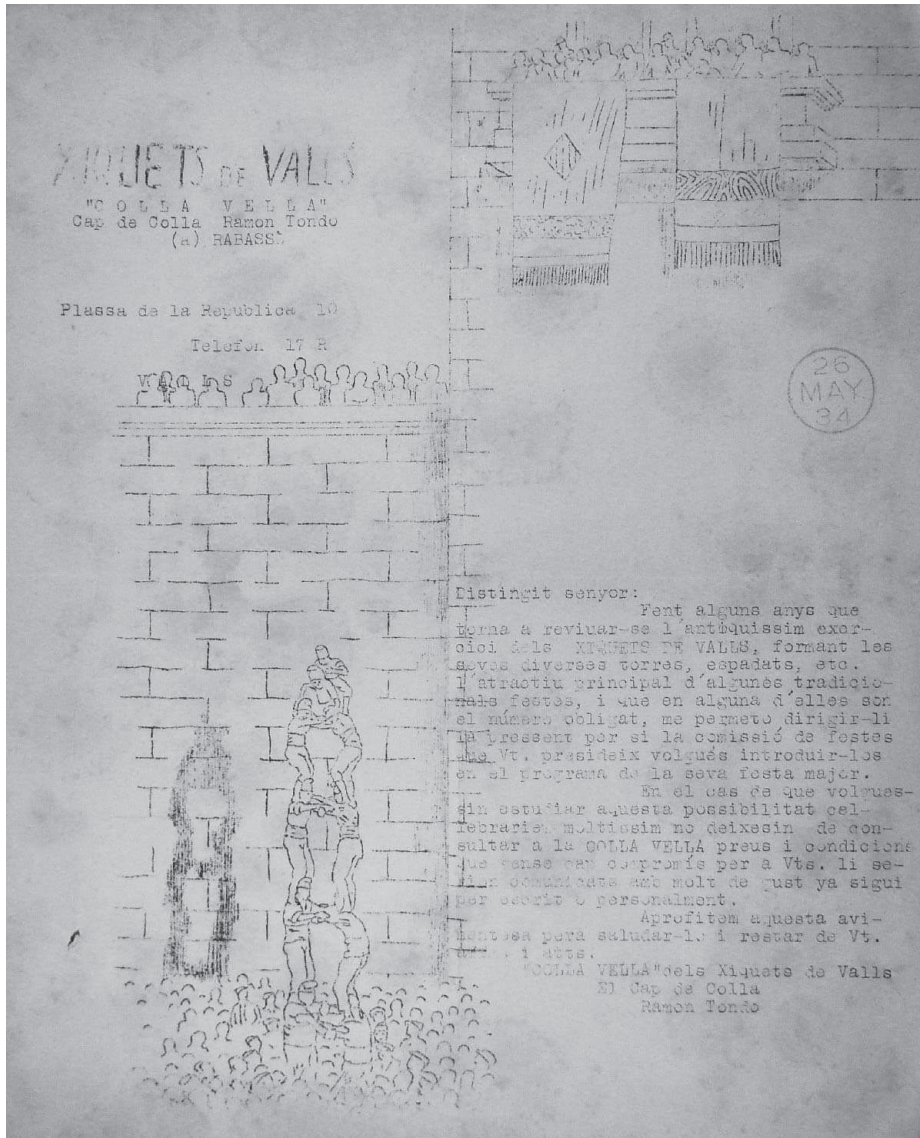 XIQUETS DE VALLS
"COLLA VELLA"
Cap de Colla Ramon Tondo
(a) RABASSÓ
Plassa de la Republica 10
Telefon 17 R
VALLS
26
MAY.
34
Distingit senyor:
Fent alguns anys que
torna a reviuar-se l'antiquissim exer-
cici dels XIQUETS DE VALLS, formant les
seves diverses torres, espadats, etc.
l'atractiu principal d'algunes tradicio-
nals festes, i que en alguna d'elles son
el número obligat, me permeto dirigir-li
la pressent per si la comissió de festes
que Vt. presideix volgués introduir-los
en el programa de la seva festa major.
En el cas de que volgues-
sin estudiar aquesta possibilitat cel-
lebrariem moltissim no deixesin de con-
sultar a la COLLA VELLA preus i condicions
que sense cap compromís per a Vts. li se-
rien comunicats amb molt de gust ya sigui
per escrit o personalment.
Aprofitem aquesta avi-
nentesa pera saludar-lo i restar de Vt.
i atts.
"COLLA VELLA" dels Xiquets de Valls
El Cap de Colla
Ramon Tondo